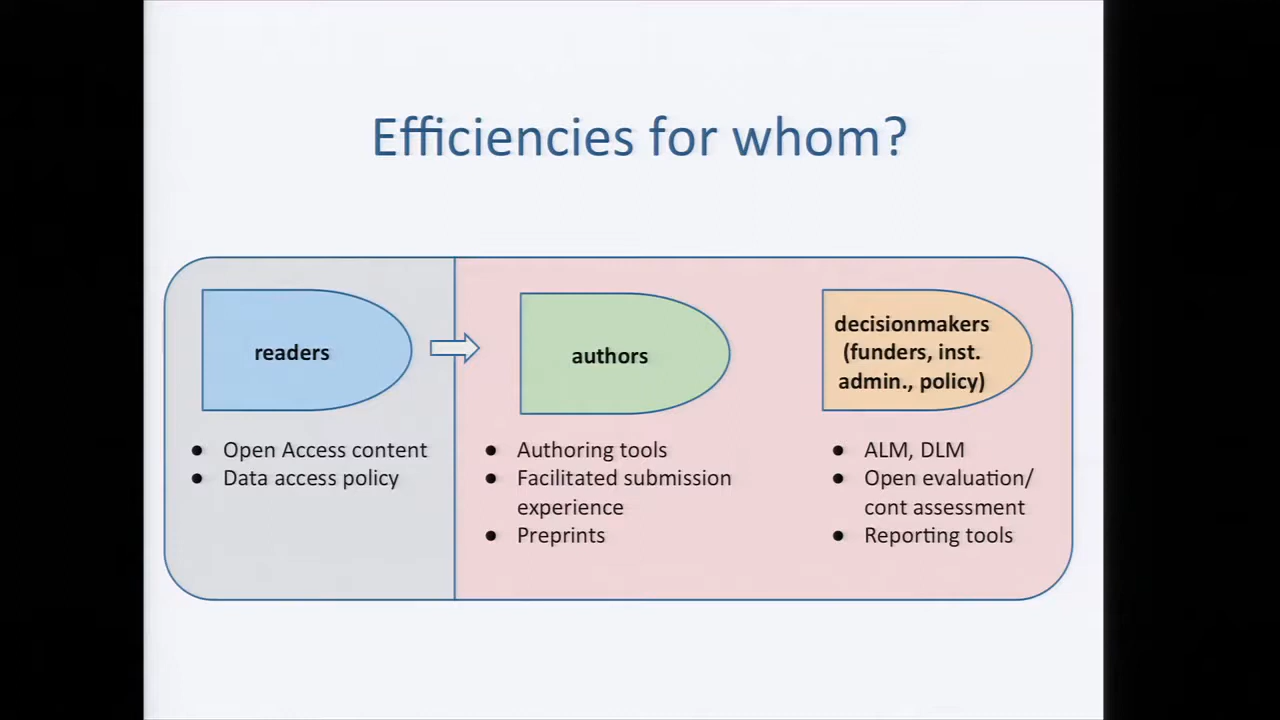 Efficiencies for whom?
readers
authors
decisionmakers
(funders, inst.
admin., policy)
● Open Access content
● Data access policy
● Authoring tools
● Facilitated submission
experience
● Preprints
● ALM, DLM
● Open evaluation/
cont assessment
● Reporting tools